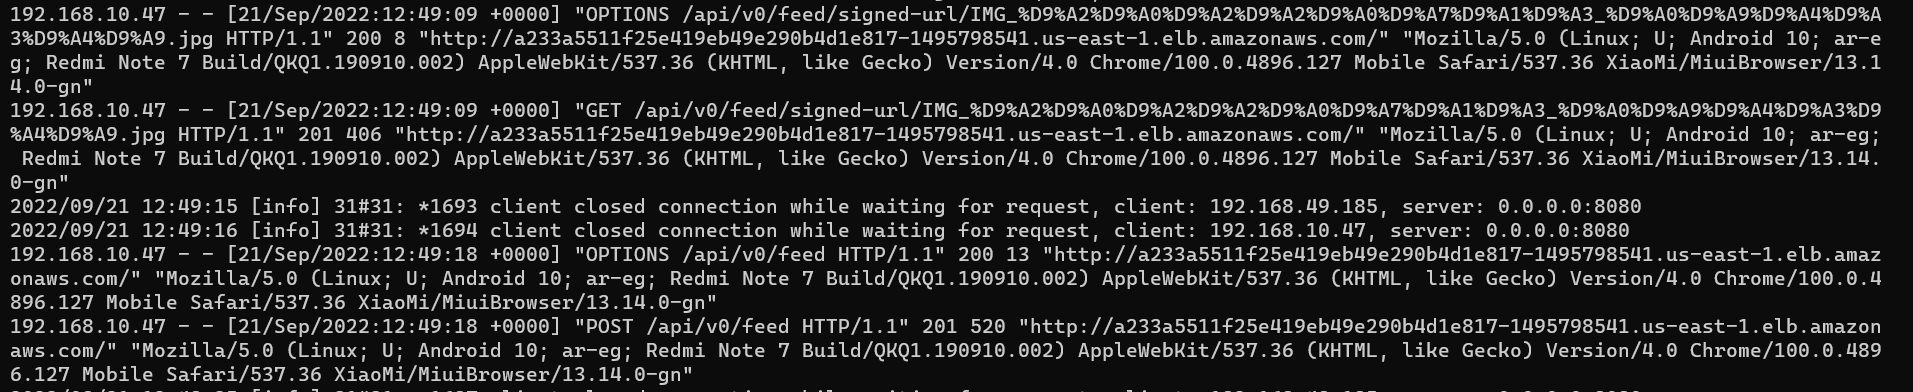 192.168.10.47 - - [21/Sep/2022:12:49:09 +0000] "OPTIONS /api/v0/feed/signed-url/IMG_%D9%A2%D9%A0%D9%A2%D9%A2%D9%A0%D9%A7%D9%A1%D9%A3_%D9%A0%D9%A9%D9%A4%D9%A
3%D9%A4%D9%A9.jpg HTTP/1.1" 200 8 "http://a233a5511f25e419eb49e290b4d1e817-1495798541.us-east-1.elb.amazonaws.com/" "Mozilla/5.0 (Linux; U; Android 10; ar-e
g; Redmi Note 7 Build/QKQ1.190910.002) AppleWebKit/537.36 (KHTML, like Gecko) Version/4.0 Chrome/100.0.4896.127 Mobile Safari/537.36 XiaoMi/MiuiBrowser/13.1
4.0-gn"
192.168.10.47 - - [21/Sep/2022:12:49:09 +0000] "GET /api/v0/feed/signed-url/IMG_%D9%A2%D9%A0%D9%A2%D9%A2%D9%A0%D9%A7%D9%A1%D9%A3_%D9%A0%D9%A9%D9%A4%D9%A3%D9
%A4%D9%A9.jpg HTTP/1.1" 201 406 "http://a233a5511f25e419eb49e290b4d1e817-1495798541.us-east-1.elb.amazonaws.com/" "Mozilla/5.0 (Linux; U; Android 10; ar-eg;
Redmi Note 7 Build/QKQ1.190910.002) AppleWebKit/537.36 (KHTML, like Gecko) Version/4.0 Chrome/100.0.4896.127 Mobile Safari/537.36 XiaoMi/MiuiBrowser/13.14.
0-gn"
2022/09/21 12:49:15 [info] 31#31: *1693 client closed connection while waiting for request, client: 192.168.49.185, server: 0.0.0.0:8080
2022/09/21 12:49:16 [info] 31#31: *1694 client closed connection while waiting for request, client: 192.168.10.47, server: 0.0.0.0:8080
192.168.10.47 - - [21/Sep/2022:12:49:18 +0000] "OPTIONS /api/v0/feed HTTP/1.1" 200 13 "http://a233a5511f25e419eb49e290b4d1e817-1495798541.us-east-1.elb.amaz
onaws.com/" "Mozilla/5.0 (Linux; U; Android 10; ar-eg; Redmi Note 7 Build/QKQ1.190910.002) AppleWebKit/537.36 (KHTML, like Gecko) Version/4.0 Chrome/100.0.4
896.127 Mobile Safari/537.36 XiaoMi/MiuiBrowser/13.14.0-gn"
192.168.10.47 - - [21/Sep/2022:12:49:18 +0000] "POST /api/v0/feed HTTP/1.1" 201 520 "http://a233a5511f25e419eb49e290b4d1e817-1495798541.us-east-1.elb.amazon
aws.com/" "Mozilla/5.0 (Linux; U; Android 10; ar-eg; Redmi Note 7 Build/QKQ1.190910.002) AppleWebKit/537.36 (KHTML, like Gecko) Version/4.0 Chrome/100.0.489
6.127 Mobile Safari/537.36 XiaoMi/MiuiBrowser/13.14.0-gn"